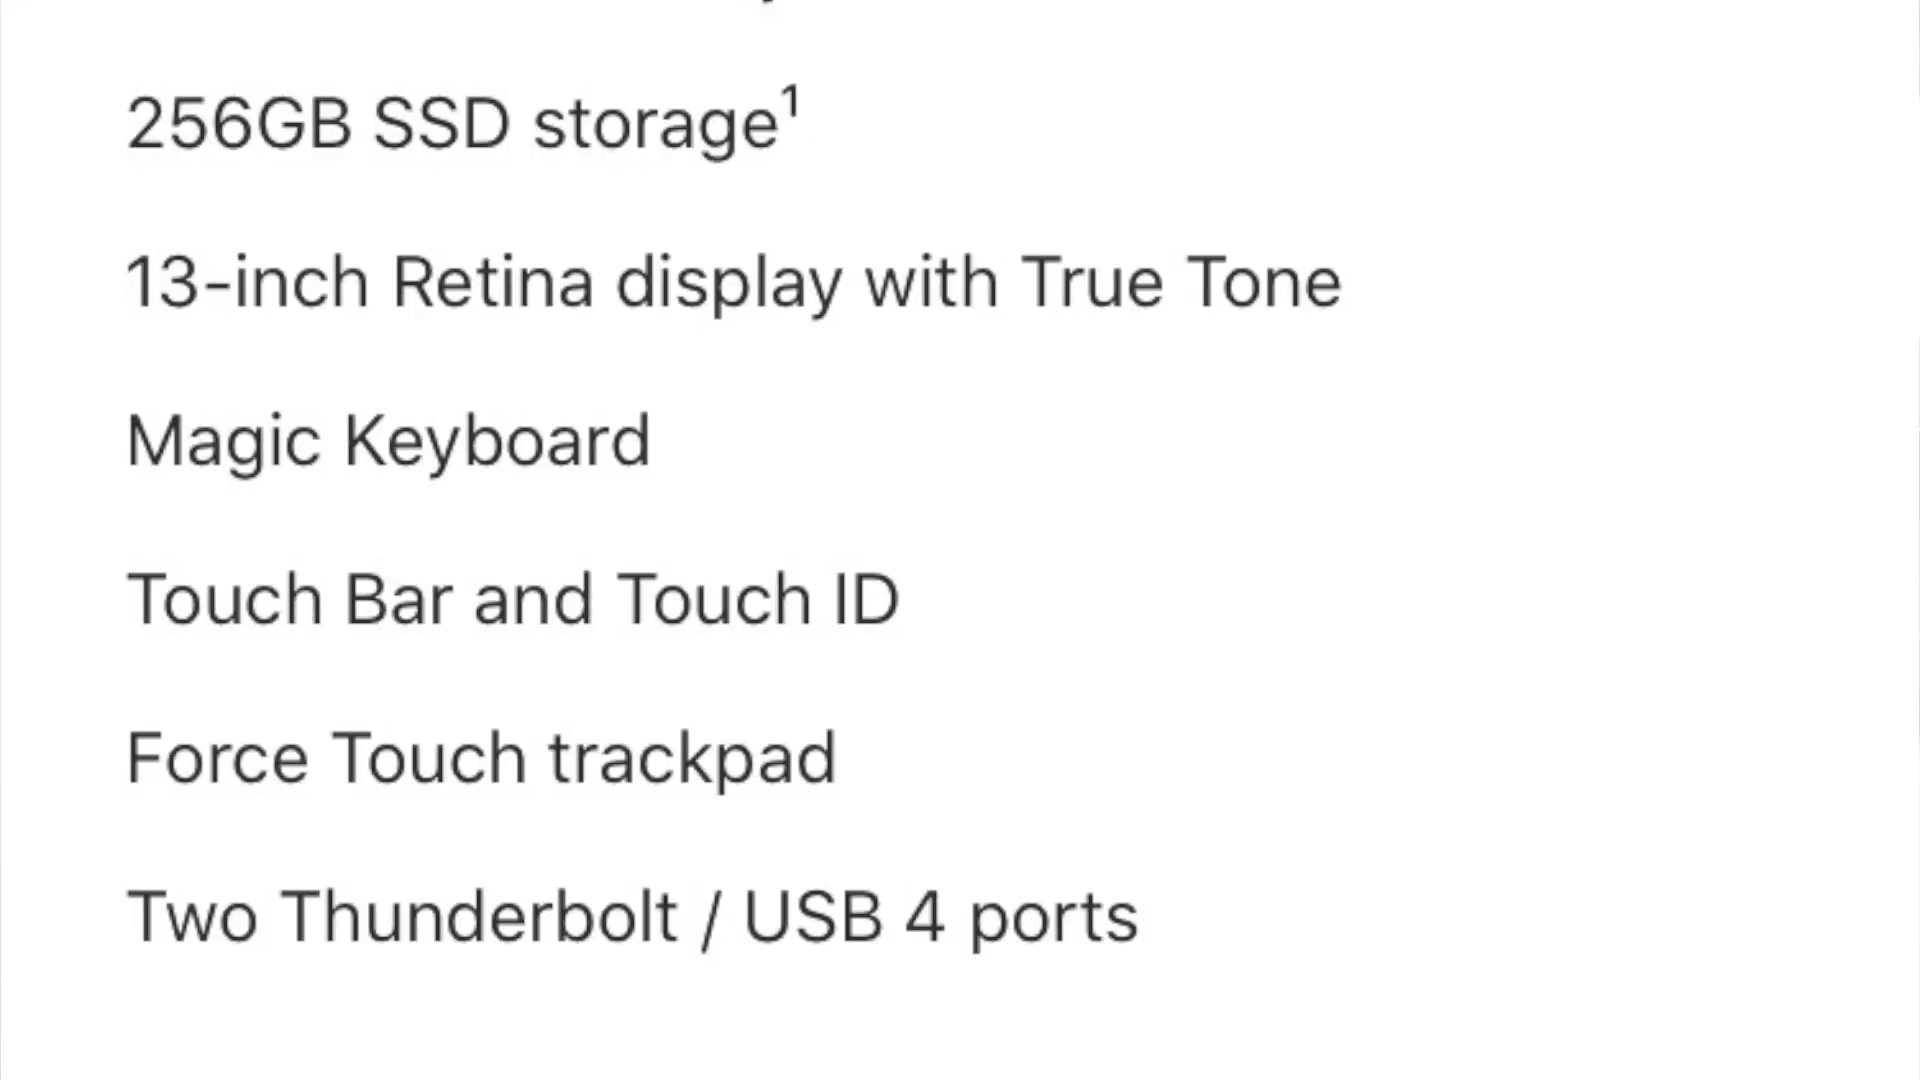 256GB SSD storage¹
13-inch Retina display with True Tone
Magic Keyboard
Touch Bar and Touch ID
Force Touch trackpad
Two Thunderbolt / USB 4 ports